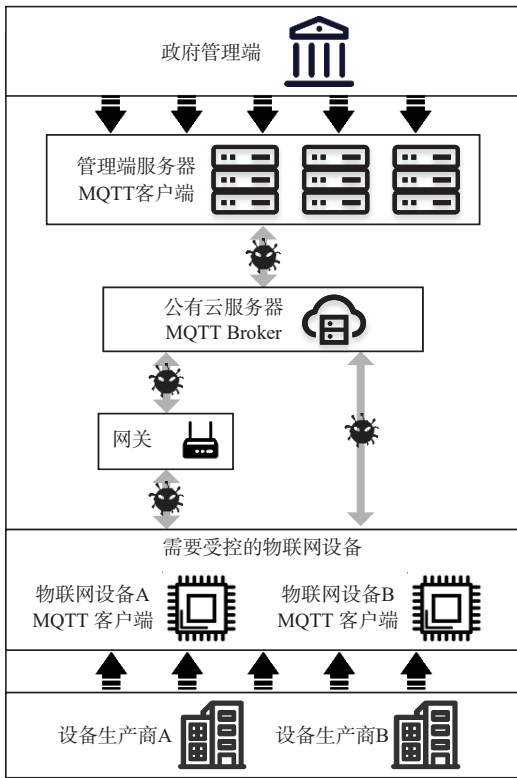 政府管理端
管理端服务器
MQTT客户端
公有云服务器
MQTT Broker
网关
需要受控的物联网设备
物联网设备A
MQTT 客户端
物联网设备B
MQTT 客户端
设备生产商A
设备生产商B